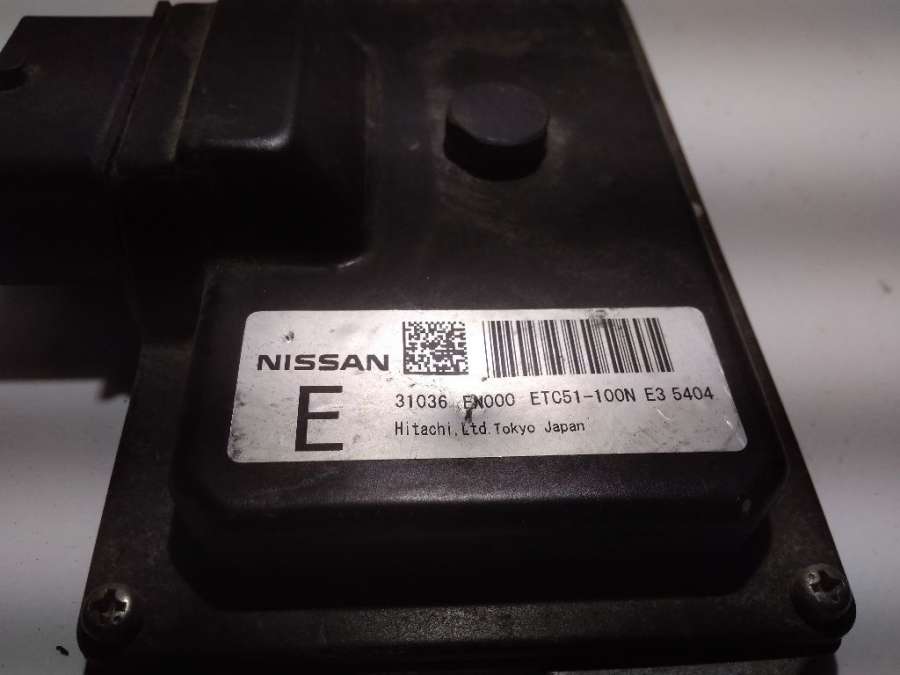 NISSAN
E
31036 EN000 ETC51-100N E3 5404
Hitachi,Ltd.Tokyo Japan